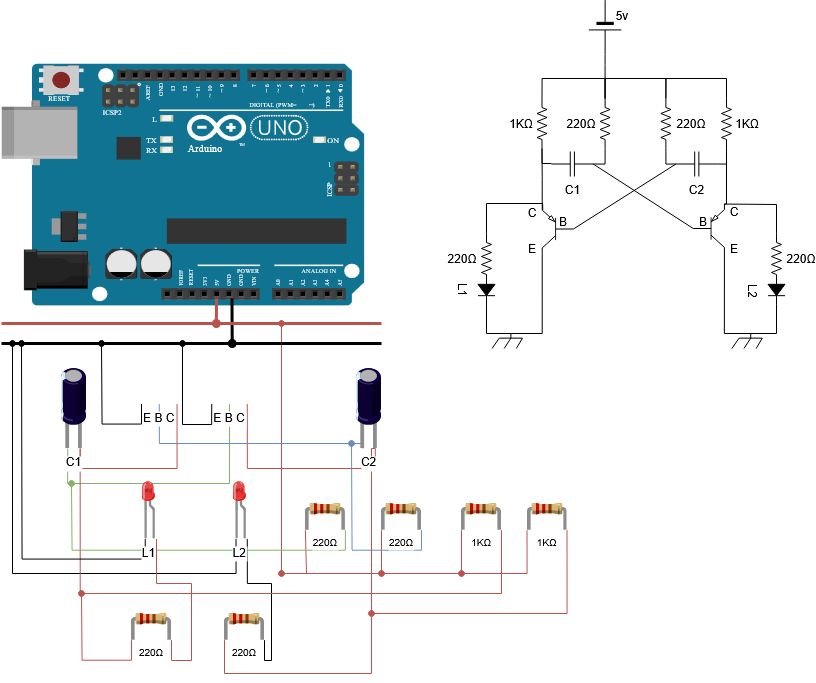 5v
1KΩ
220Ω
220Ω
1KΩ
C1
C2
C
B
E
C
B
E
220Ω
L1
220Ω
L2
RESET
ICSP2
AREF
GND
13
12
~11
~10
~9
8
7
~6
~5
4
~3
2
TX0 1
RX0 0
DIGITAL (PWM= ~)
L
TX
RX
UNO
ON
Arduino
TM
1
ICSP
IOREF
RESET
3V3
5V
GND
GND
VIN
POWER
ANALOG IN
A0
A1
A2
A3
A4
A5
E B C
E B C
C1
C2
L1
L2
220Ω
220Ω
1KΩ
1KΩ
220Ω
220Ω